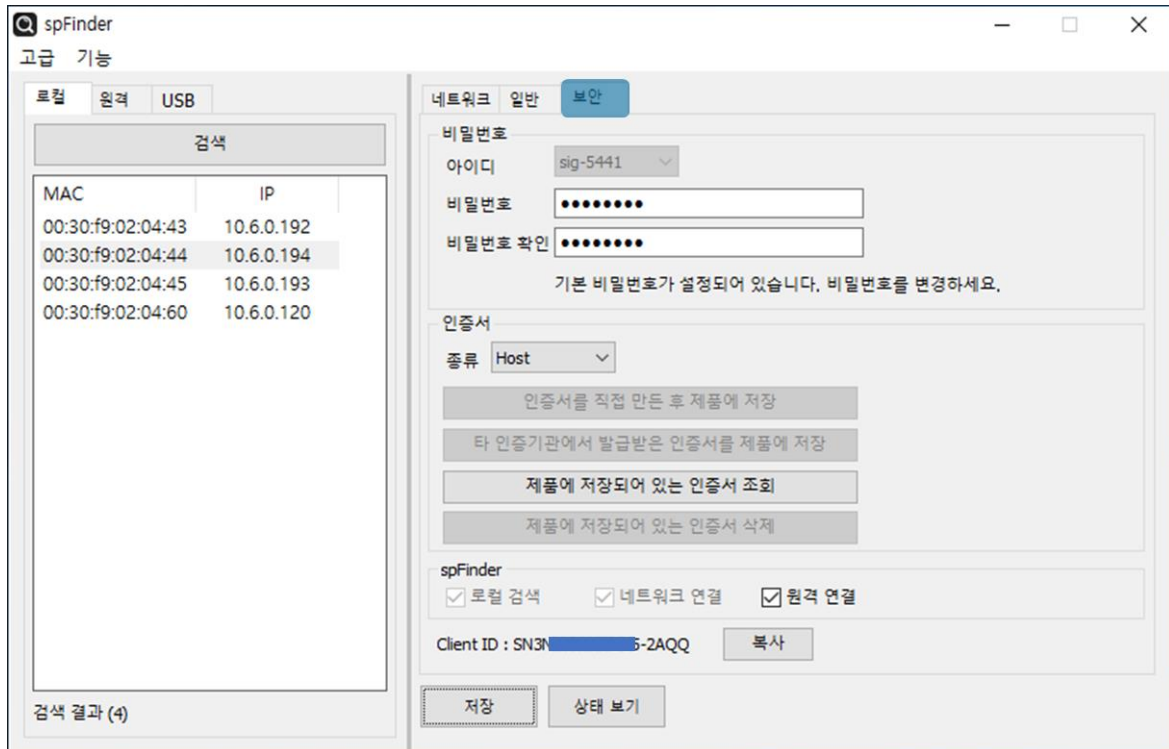 spFinder
고급 기능
로컬 원격 USB
검색
MAC IP
00:30:f9:02:04:43 10.6.0.192
00:30:f9:02:04:44 10.6.0.194
00:30:f9:02:04:45 10.6.0.193
00:30:f9:02:04:60 10.6.0.120
검색 결과 (4)
네트워크 일반 보안
비밀번호
아이디 sig-5441
비밀번호 ●●●●●●●●
비밀번호 확인 ●●●●●●●●
기본 비밀번호가 설정되어 있습니다. 비밀번호를 변경하세요.
인증서
종류 Host
인증서를 직접 만든 후 제품에 저장
타 인증기관에서 발급받은 인증서를 제품에 저장
제품에 저장되어 있는 인증서 조회
제품에 저장되어 있는 인증서 삭제
spFinder
로컬 검색 네트워크 연결 원격 연결
Client ID : SN3 -2AQQ 복사
저장 상태 보기